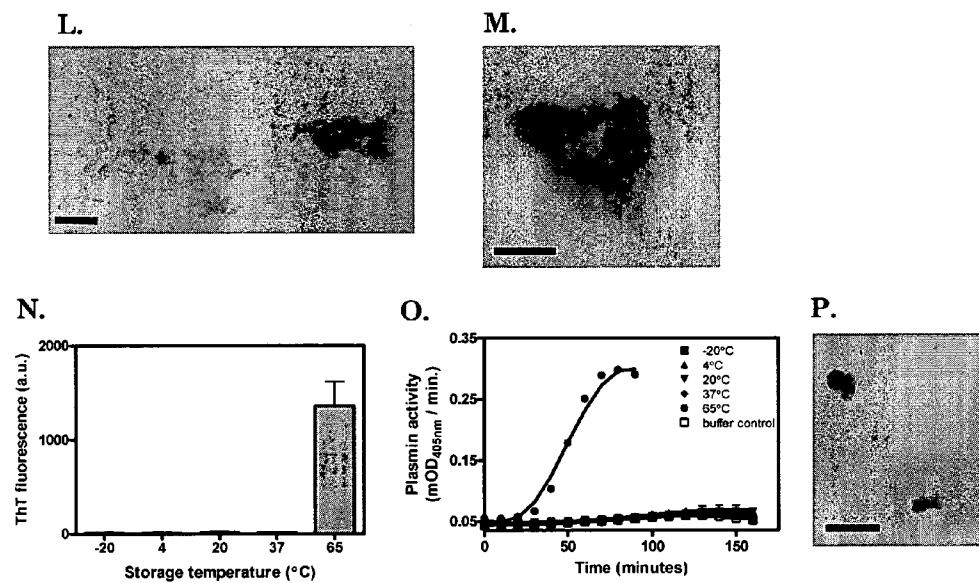 L.
M.
N.
ThT fluorescence (a.u.)
2000
1000
0
-20
4
20
37
65
Storage temperature (°C)
O.
Plasmin activity
(mOD405nm / min.)
0.35
0.25
0.15
0.05
0
50
100
150
Time (minutes)
-20°C
4°C
20°C
37°C
65°C
buffer control
P.